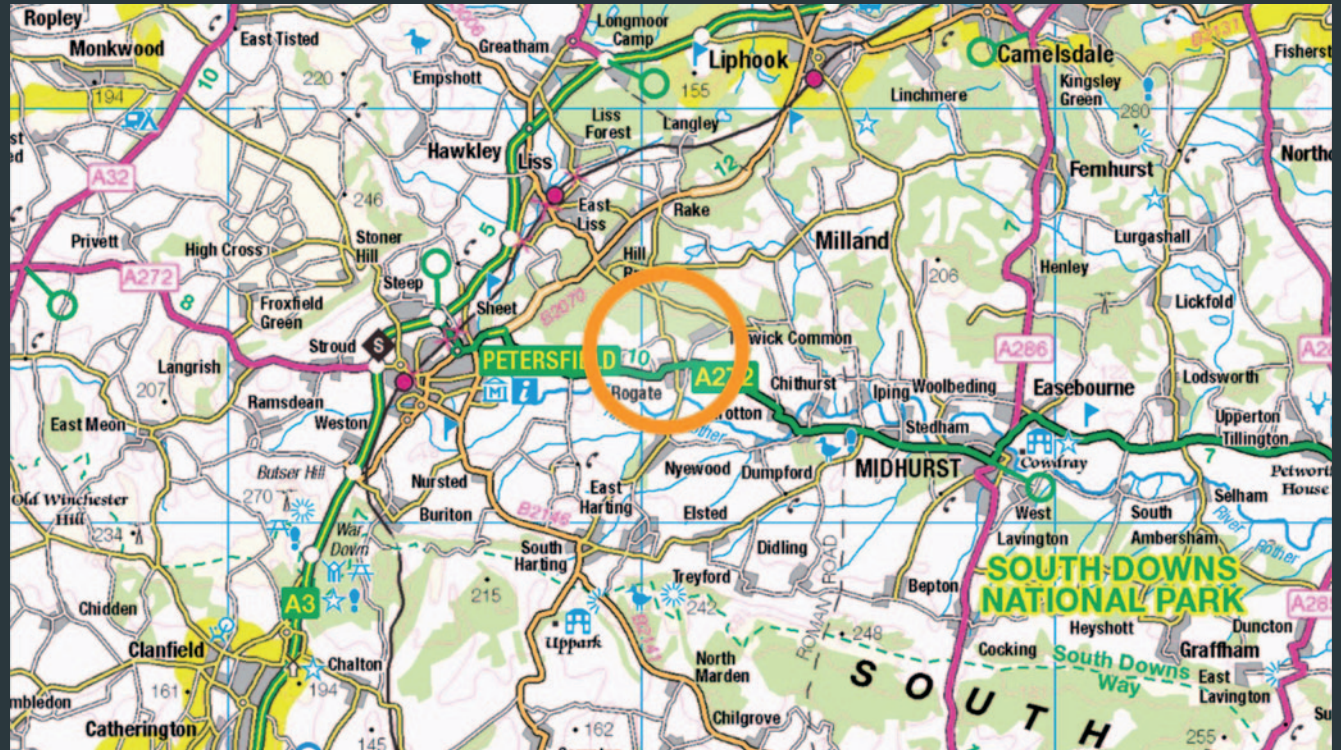 Ropley
Monkwood
East Tisted
10
220
194
Greatham
Longmoor
Camp
Empshott
Liphook
155
Linchmere
Camelsdale
Kingsley
Green
280
Fernhurst
A32
Liss
Forest
Langley
Hawkley
Liss
12
246
East
Liss
Rake
5
Privett
High Cross
Stoner
Hill
Hill
Milland
7
Lurgashall
206
Henley
A272
8
Steep
Froxfield
Green
Sheet
B2070
Lickfold
Stroud
S
Langrish
PETERSFIELD
10
wick Common
A286
A272
Rogate
Chithurst
Iping
Woolbeding
Easebourne
Lodsworth
207
Ramsdean
Weston
East Meon
otton
Stedham
Upperton
Tillington
7
Butser Hill
270
Nursted
Nyewood
Dumpford
MIDHURST
Cowdray
Petworth
House
Old Winchester
Hill
234
Buriton
B2146
East
Harting
Elsted
West
Lavington
South
Ambersham
Selham
River
Rother
War
Down
7
South
Harting
Didling
ROMAN ROAD
Treyford
242
Bepton
SOUTH DOWNS
NATIONAL PARK
A3
Chidden
215
Uppark
B2141
248
Heyshott
Duncton
Clanfield
Chalton
194
North
Marden
Cocking
South Downs
Way
Graffham
East
Lavington
161
Catherington
145
162
Chilgrove
SOUTH
255